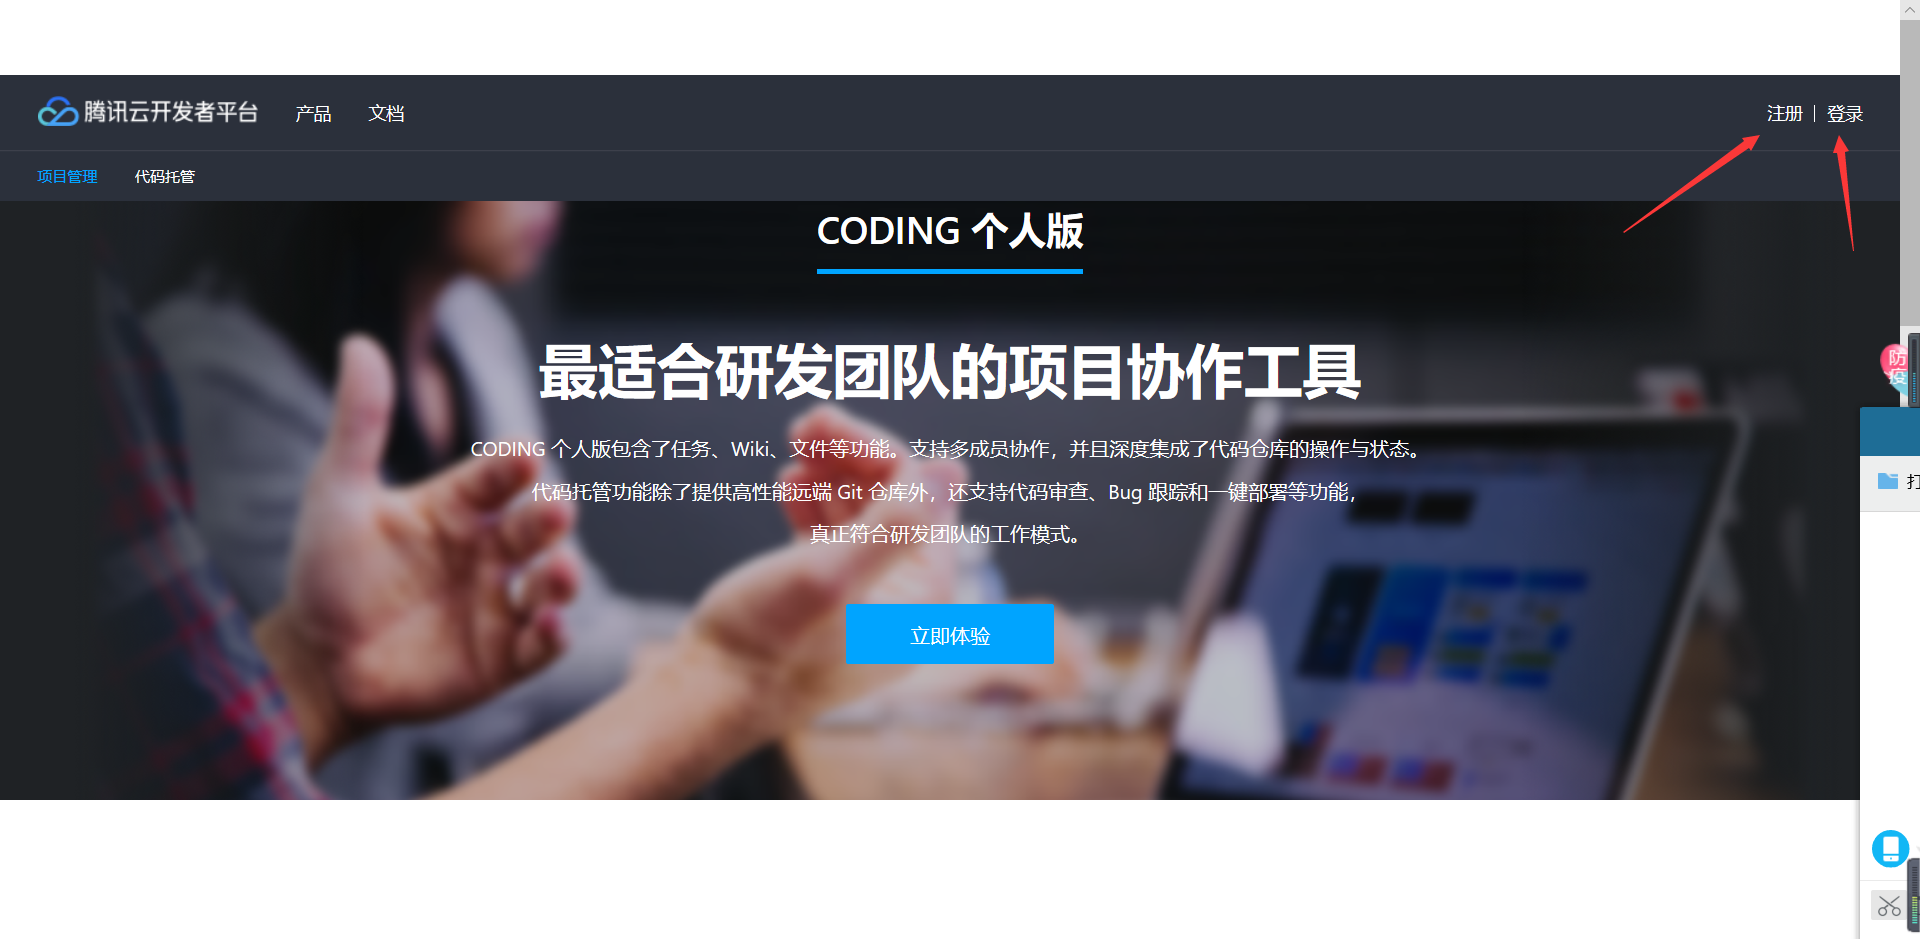 腾讯云开发者平台 产品 文档 注册 | 登录
项目管理 代码托管
CODING 个人版
最适合研发团队的项目协作工具
CODING 个人版包含了任务、Wiki、文件等功能。支持多成员协作，并且深度集成了代码仓库的操作与状态。
代码托管功能除了提供高性能远端 Git 仓库外，还支持代码审查、Bug 跟踪和一键部署等功能，
真正符合研发团队的工作模式。
立即体验
防
疫
打